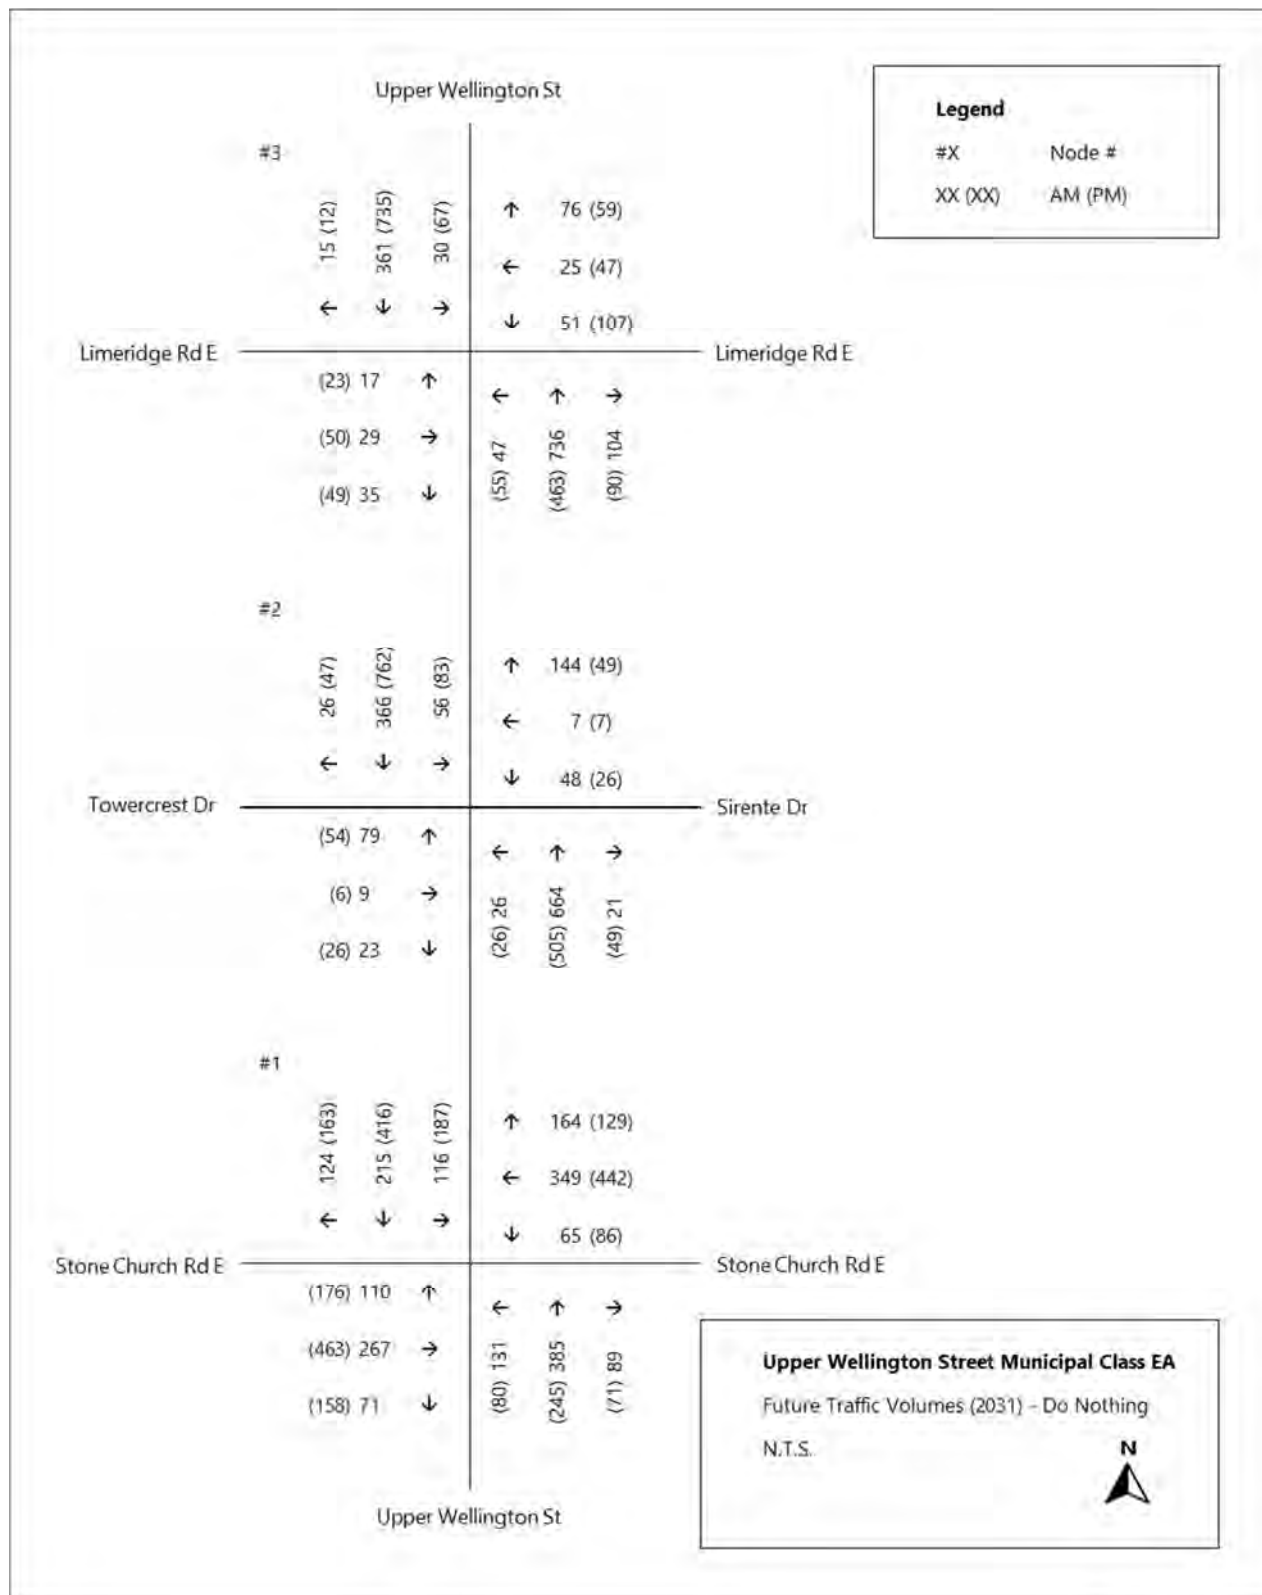 Upper Wellington St
Legend
#X Node #
XX (XX) AM (PM)
#3
15 (12)
361 (735)
30 (67)
↑ 76 (59)
← 25 (47)
↓ 51 (107)
← ↓ →
Limeridge Rd E
Limeridge Rd E
(23) 17 ↑
(50) 29 →
(49) 35 ↓
← ↑ →
(55) 47
(463) 736
(90) 104
#2
26 (47)
366 (762)
56 (83)
↑ 144 (49)
← 7 (7)
↓ 48 (26)
← ↓ →
Towercrest Dr
Sirente Dr
(54) 79 ↑
(6) 9 →
(26) 23 ↓
← ↑ →
(26) 26
(505) 664
(49) 21
#1
124 (163)
215 (416)
116 (187)
↑ 164 (129)
← 349 (442)
↓ 65 (86)
← ↓ →
Stone Church Rd E
Stone Church Rd E
(176) 110 ↑
(463) 267 →
(158) 71 ↓
← ↑ →
(80) 131
(245) 385
(71) 89
Upper Wellington St
Upper Wellington Street Municipal Class EA
Future Traffic Volumes (2031) - Do Nothing
N.T.S.
N